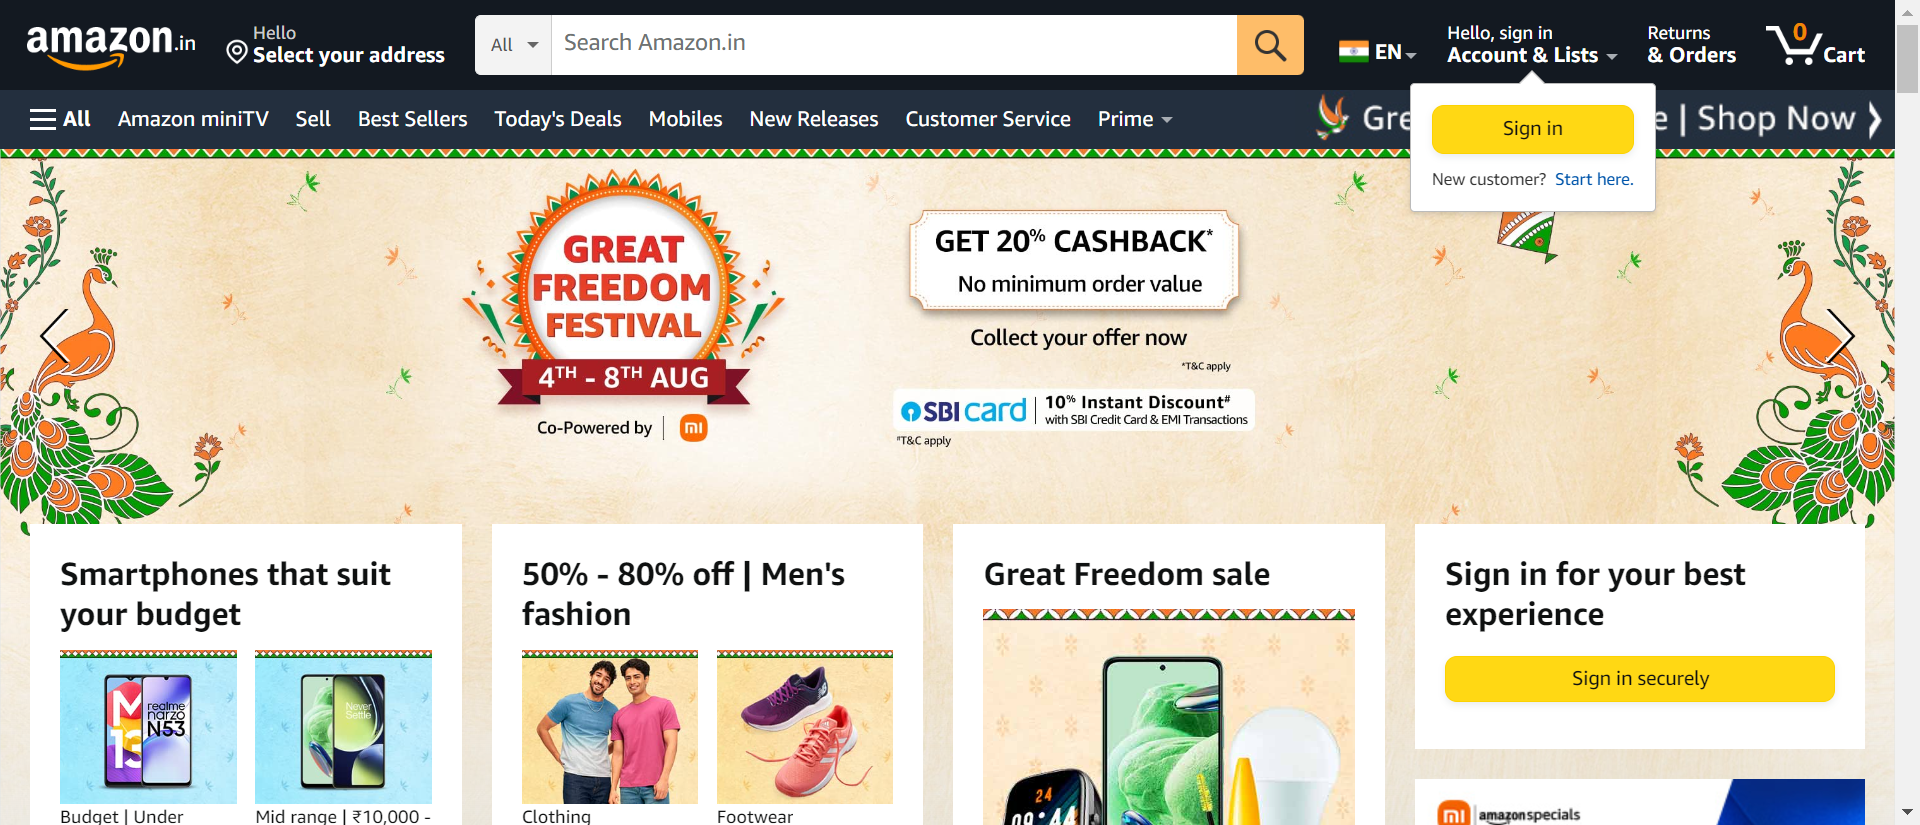 amazon.in
Hello
Select your address
All
Search Amazon.in
EN
Hello, sign in
Account & Lists
Returns
& Orders
0
Cart
All
Amazon miniTV
Sell
Best Sellers
Today's Deals
Mobiles
New Releases
Customer Service
Prime
Gre
e | Shop Now
Sign in
New customer? Start here.
GREAT
FREEDOM
FESTIVAL
4TH - 8TH AUG
Co-Powered by | mi
GET 20% CASHBACK*
No minimum order value
Collect your offer now
*T&C apply
SBI card
10% Instant Discount#
with SBI Credit Card & EMI Transactions
#T&C apply
Smartphones that suit
your budget
M
13
realme
narzo
N53
Never
Settle
Budget | Under
Mid range | ₹10,000 -
50% - 80% off | Men's
fashion
Clothing
Footwear
Great Freedom sale
24
09:44
Sign in for your best
experience
Sign in securely
mi | amazonspecials